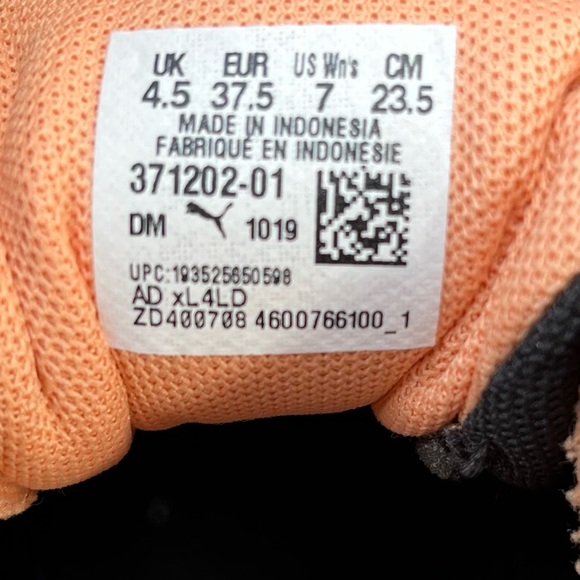 UK EUR US Wn's CM
4.5 37.5 7 23.5
MADE IN INDONESIA
FABRIQUÉ EN INDONÉSIE
371202-01
DM 1019
UPC:193525650598
AD xL4LD
ZD400708 4600766100_1